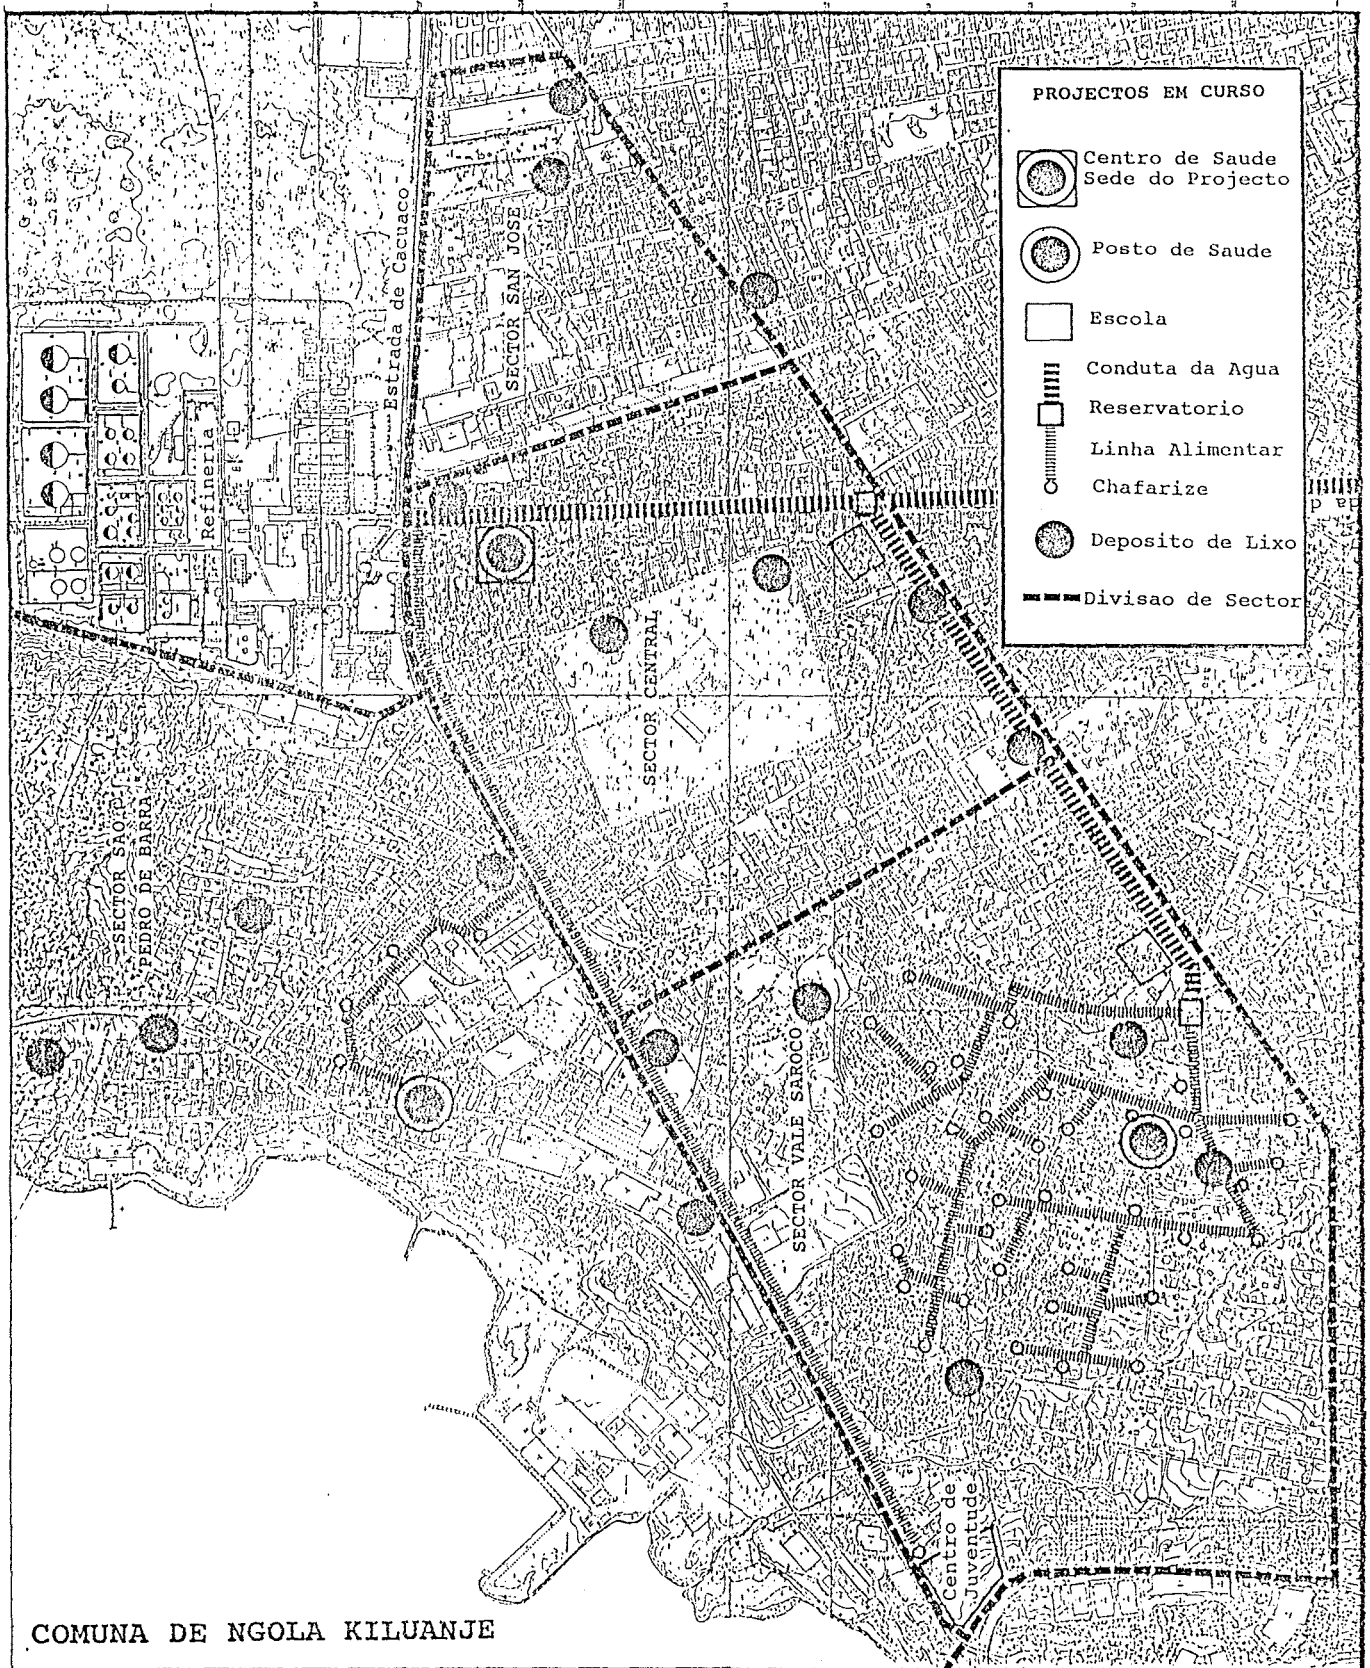 PROJECTOS EM CURSO
Centro de Saude
Sede do Projecto
Posto de Saude
Escola
Conduta da Agua
Reservatorio
Linha Alimentar
Chafarize
Deposito de Lixo
Divisao de Sector
Estrada de Cacuaco
SECTOR SAN JOSE
Refineria
SECTOR CENTRAL
SECTOR SAO
PEDRO DE BARRA
SECTOR VALE SAROCO
Centro de
Juventude
COMUNA DE NGOLA KILUANJE